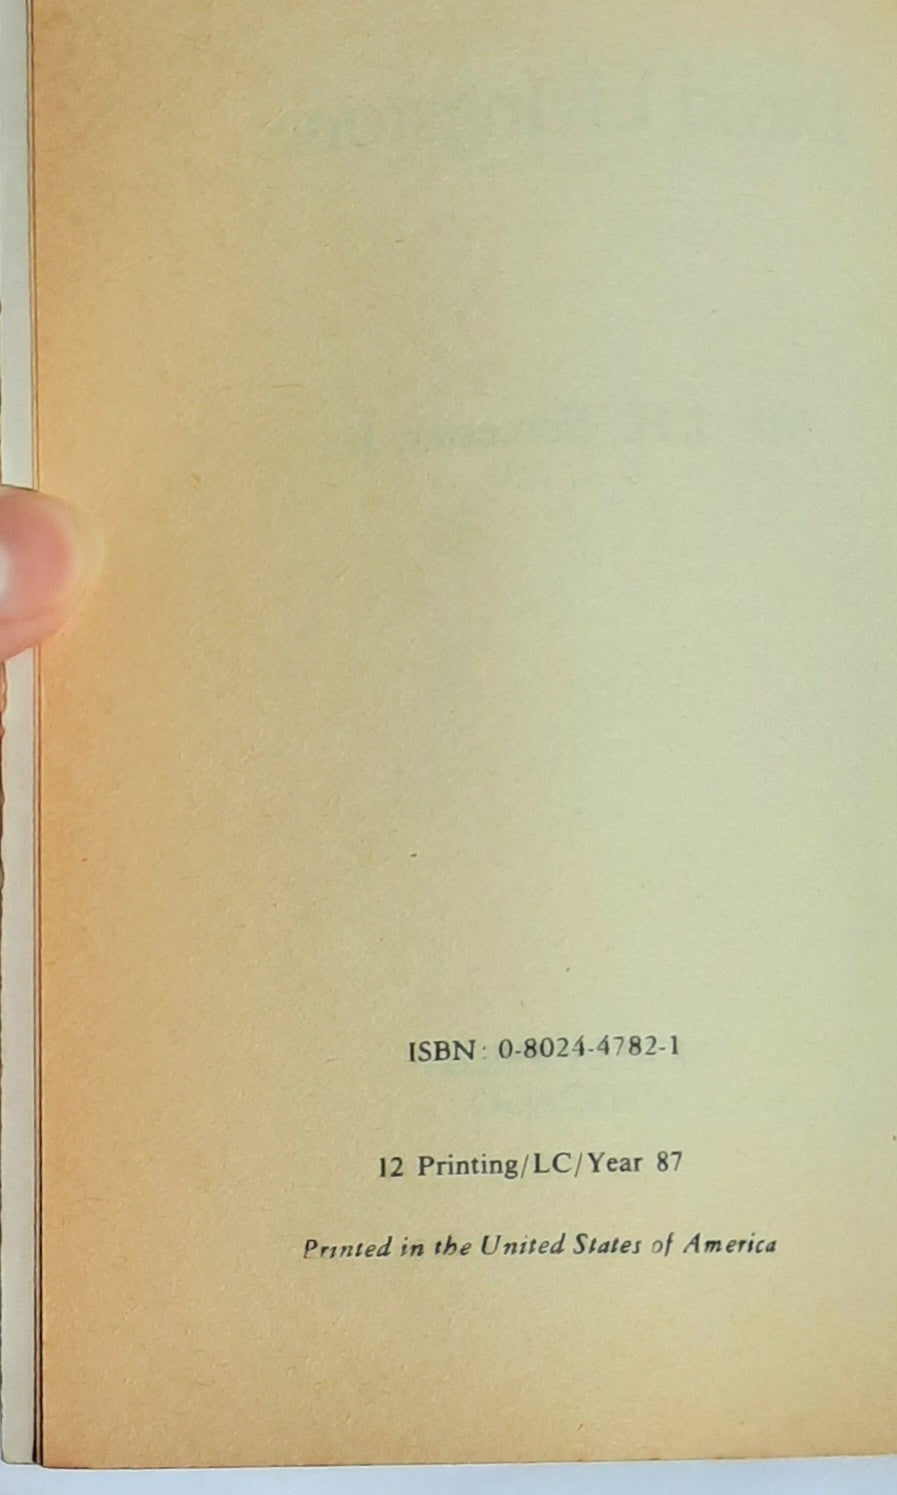 ISBN: 0-8024-4782-1
12 Printing/LC/Year 87
Printed in the United States of America